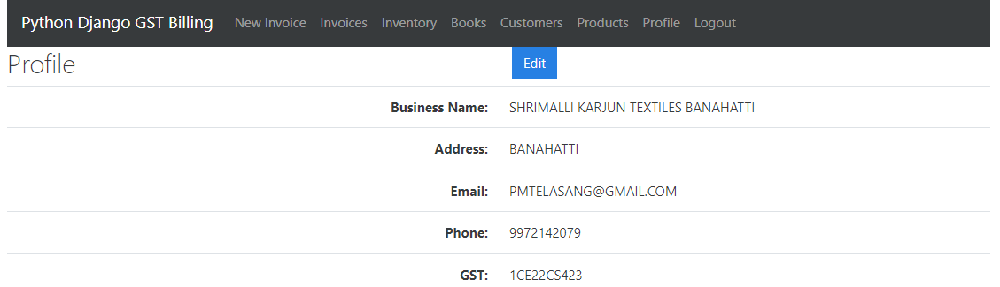 Python Django GST Billing New Invoice Invoices Inventory Books Customers Products Profile Logout
Profile Edit
Business Name: SHRIMALLI KARJUN TEXTILES BANAHATTI
Address: BANAHATTI
Email: PMTELASANG@GMAIL.COM
Phone: 9972142079
GST: 1CE22CS423